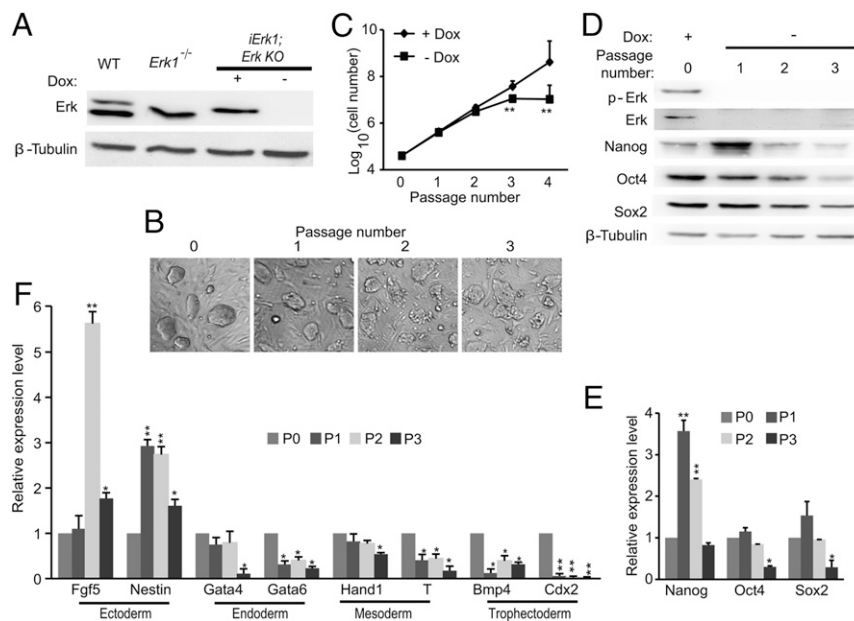 A
WT
Erk1-/-
iErk1;
Erk KO
Dox:
+
-
Erk
β-Tubulin
C
Log10(cell number)
+ Dox
- Dox
10
8
6
4
**
**
0 1 2 3 4
Passage number
D
Dox: + -
Passage
number: 0 1 2 3
p-Erk
Erk
Nanog
Oct4
Sox2
β-Tubulin
B
Passage number
0 1 2 3
F
Relative expression level
6
5
4
3
2
1
0
P0 P1 P2 P3
** * ** ** * * * * * * * * * * * * ** ** **
Fgf5 Nestin Gata4 Gata6 Hand1 T Bmp4 Cdx2
Ectoderm Endoderm Mesoderm Trophectoderm
E
Relative expression level
4
3
2
1
0
P0 P1
P2 P3
** ** * *
Nanog Oct4 Sox2